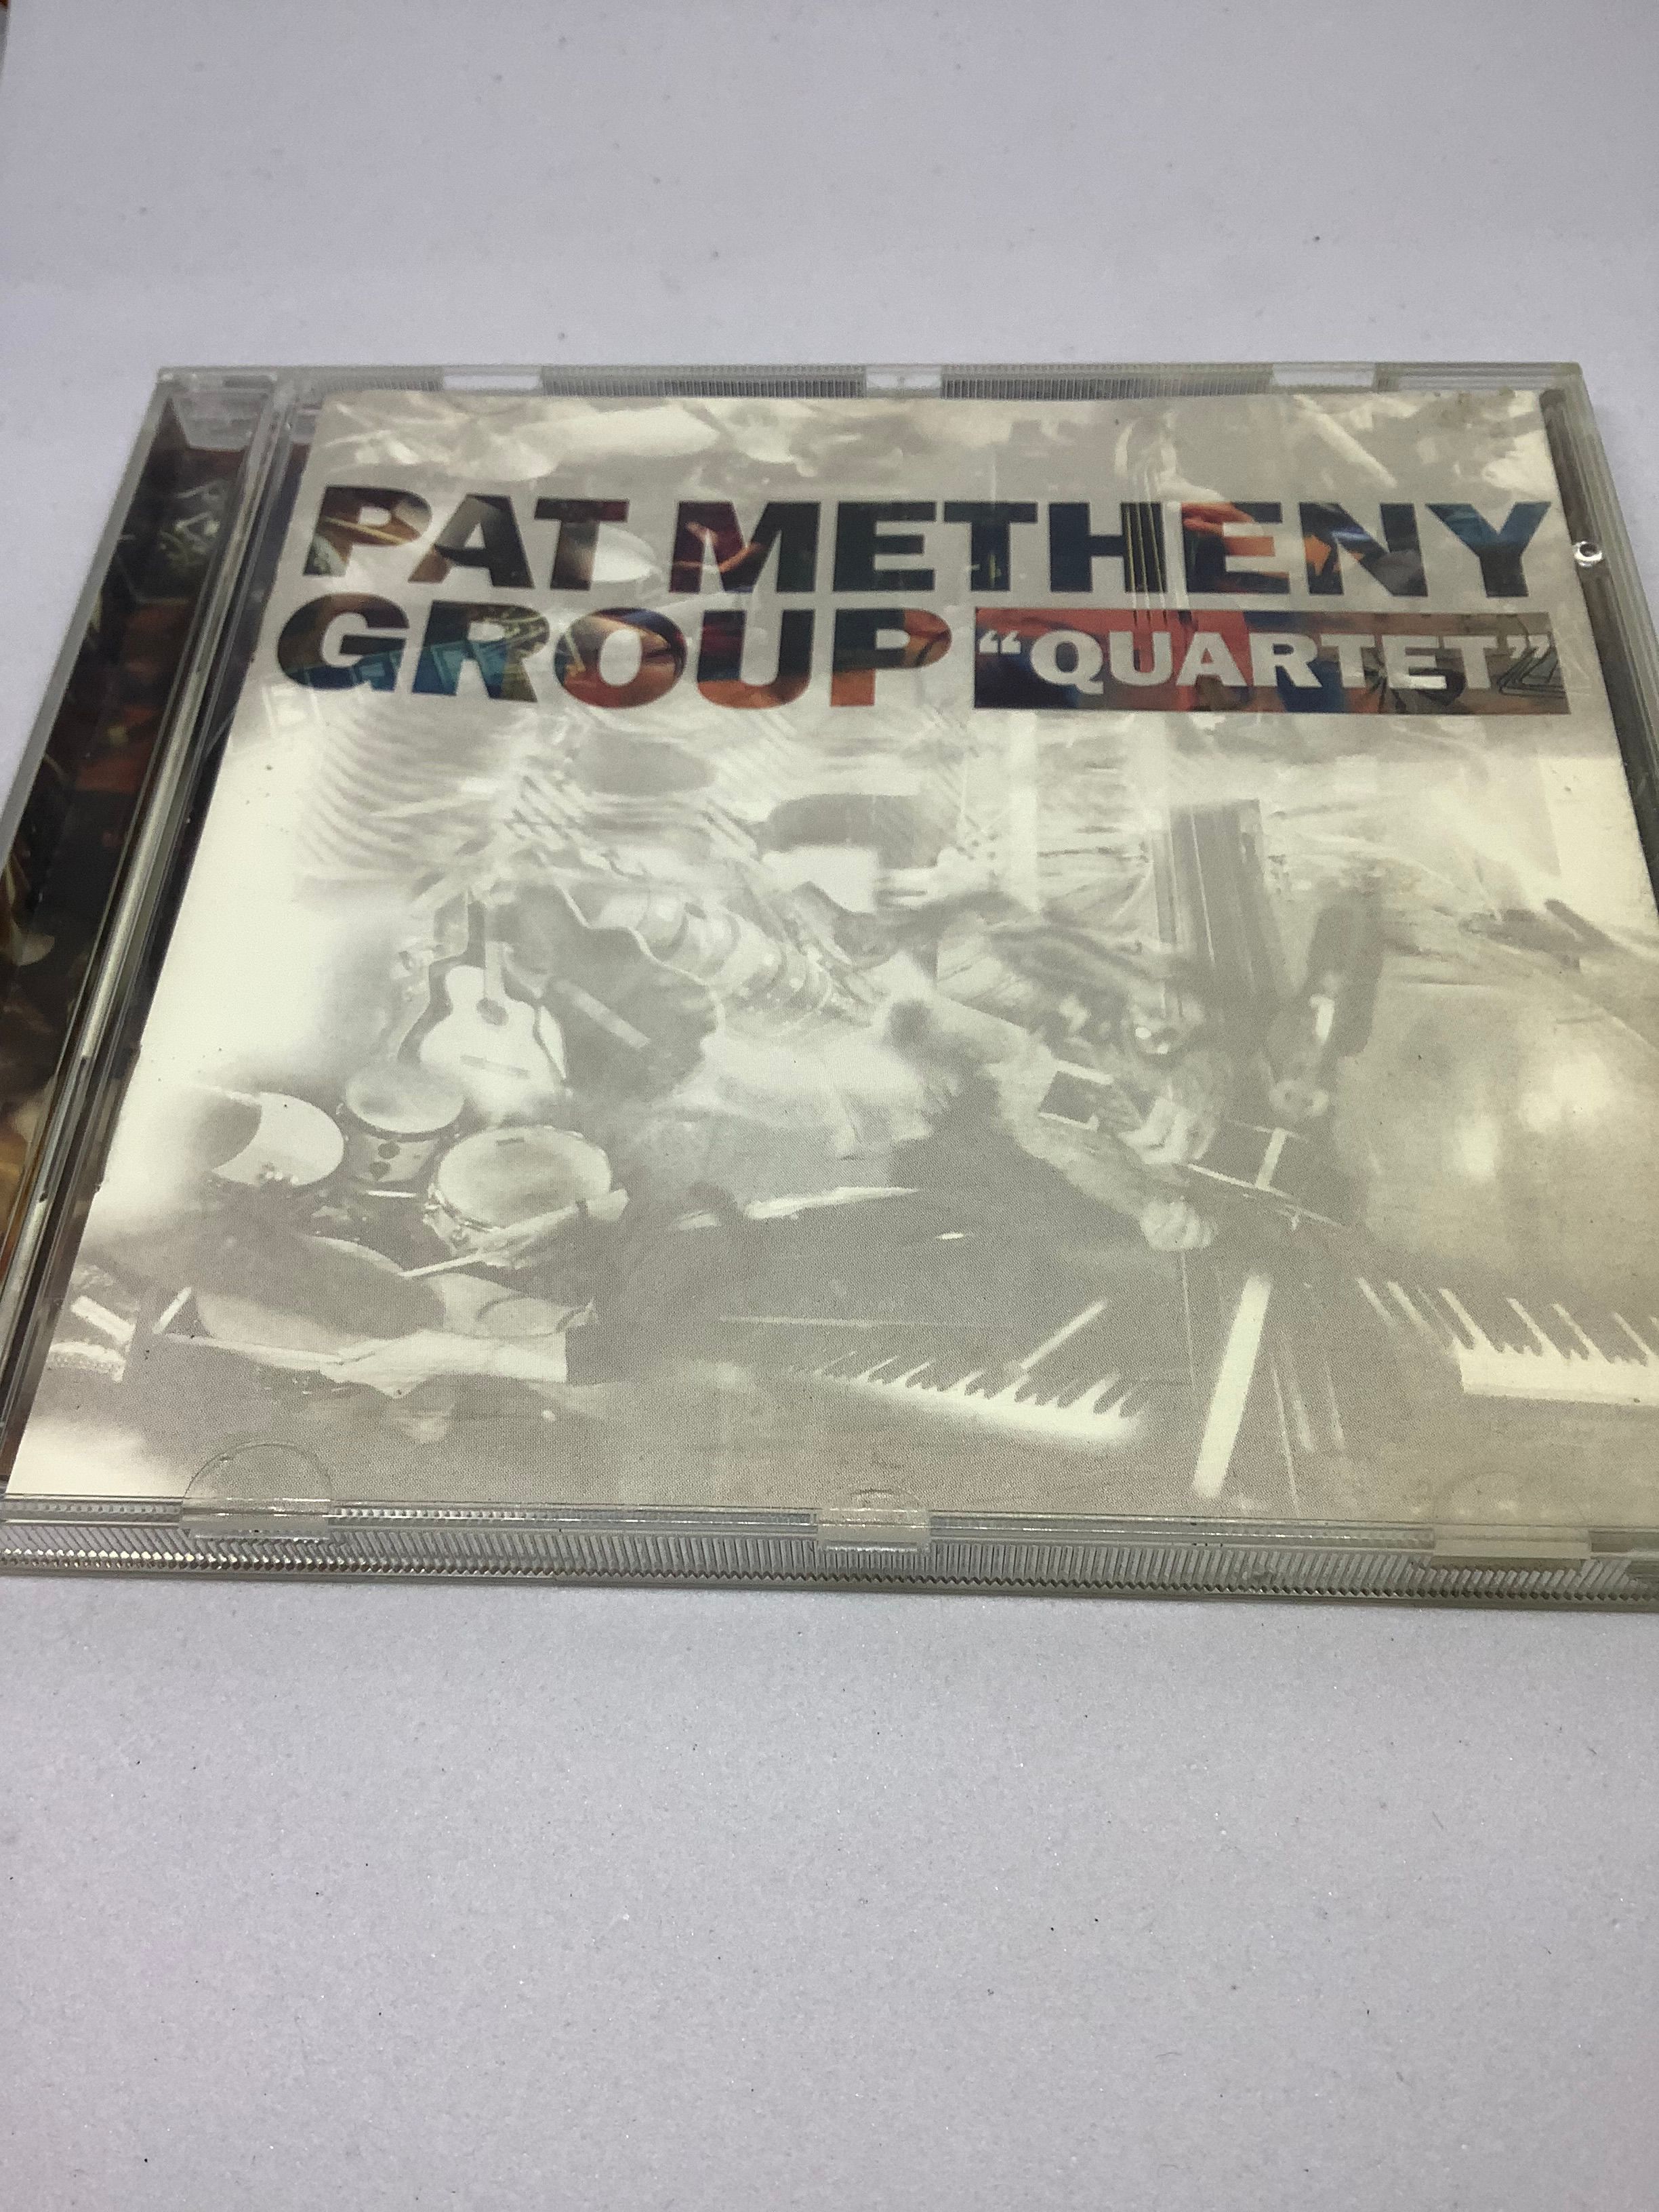 PAT METHENY
GROUP “QUARTET”